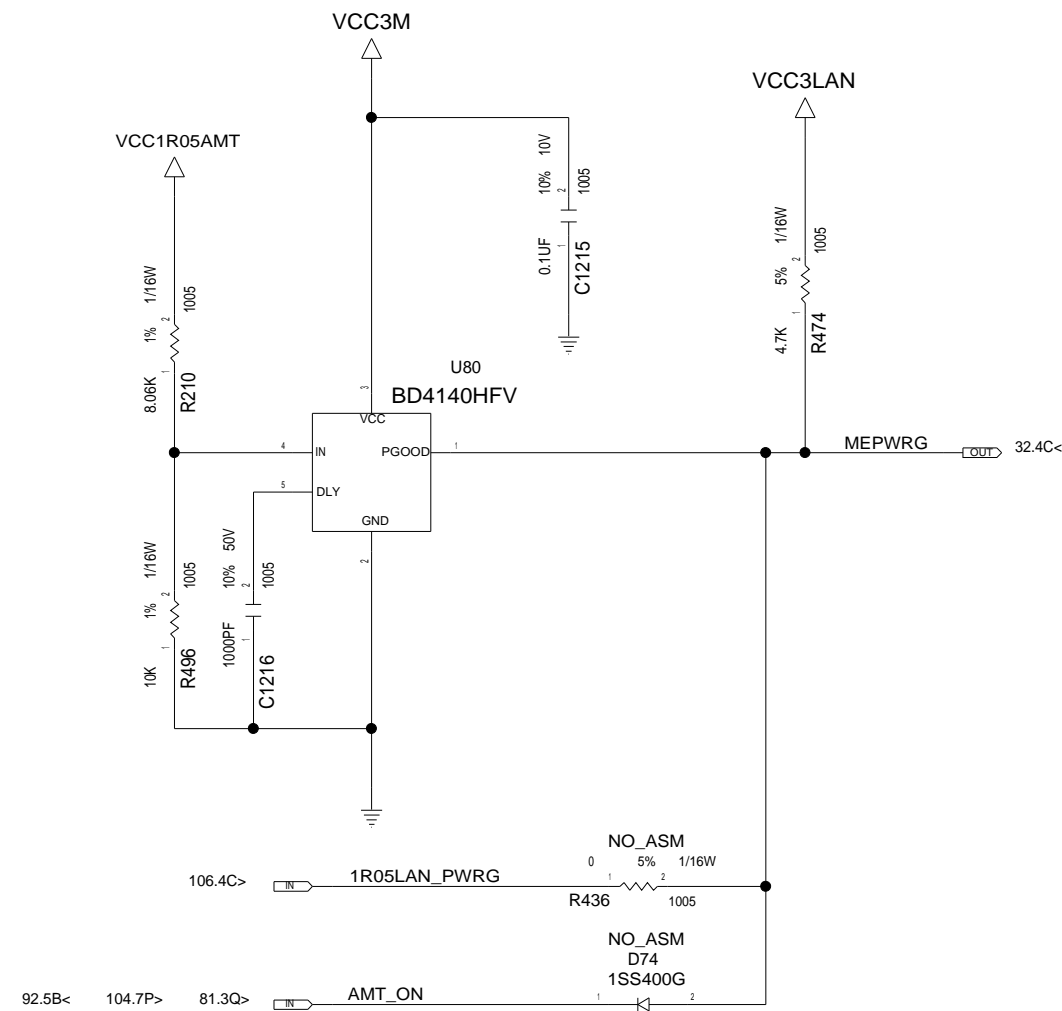 VCC3M
VCC3LAN
VCC1R05AMT
10% 10V
2
1005
0.1UF
1
C1215
1/16W
5%
2
1005
4.7K
1
R474
1/16W
1%
2
1005
8.06K
1
R210
U80
BD4140HFV
3
VCC
4
IN
PGOOD
1
MEPWRG
OUT
32.4C<
5
DLY
GND
2
1/16W
1%
2
1005
10K
1
R496
10% 50V
2
1005
1000PF
1
C1216
NO_ASM
0 5% 1/16W
106.4C>
IN
1R05LAN_PWRG
1
2
R436
1005
NO_ASM
D74
1SS400G
92.5B<
104.7P>
81.3Q>
IN
AMT_ON
1
2